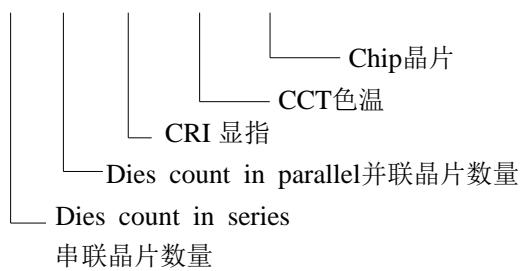 Chip晶片
CCT色温
CRI 显指
Dies count in parallel并联晶片数量
Dies count in series
串联晶片数量